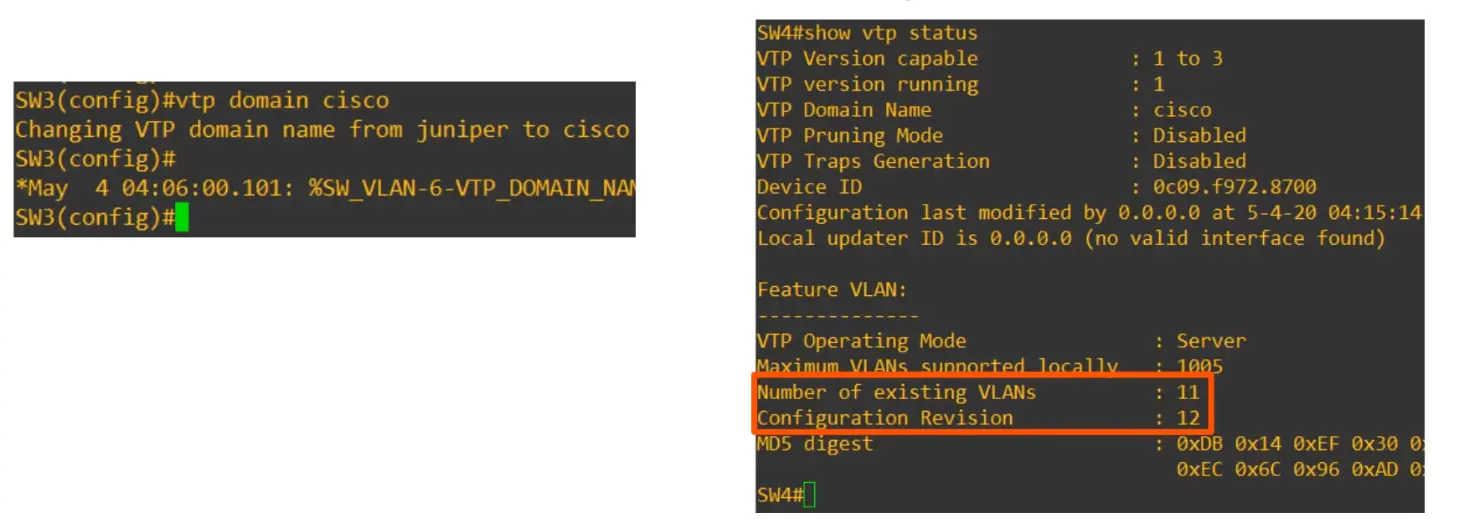 SW3(config)#vtp domain cisco
Changing VTP domain name from juniper to cisco
SW3(config)#
*May  4 04:06:00.101: %SW_VLAN-6-VTP_DOMAIN_NAM
SW3(config)#
SW4#show vtp status
VTP Version capable : 1 to 3
VTP version running : 1
VTP Domain Name : cisco
VTP Pruning Mode : Disabled
VTP Traps Generation : Disabled
Device ID : 0c09.f972.8700
Configuration last modified by 0.0.0.0 at 5-4-20 04:15:14
Local updater ID is 0.0.0.0 (no valid interface found)
Feature VLAN:
--------------
VTP Operating Mode : Server
Maximum VLANs supported locally : 1005
Number of existing VLANs : 11
Configuration Revision : 12
MD5 digest : 0xDB 0x14 0xEF 0x30
0xEC 0x6C 0x96 0xAD
SW4#